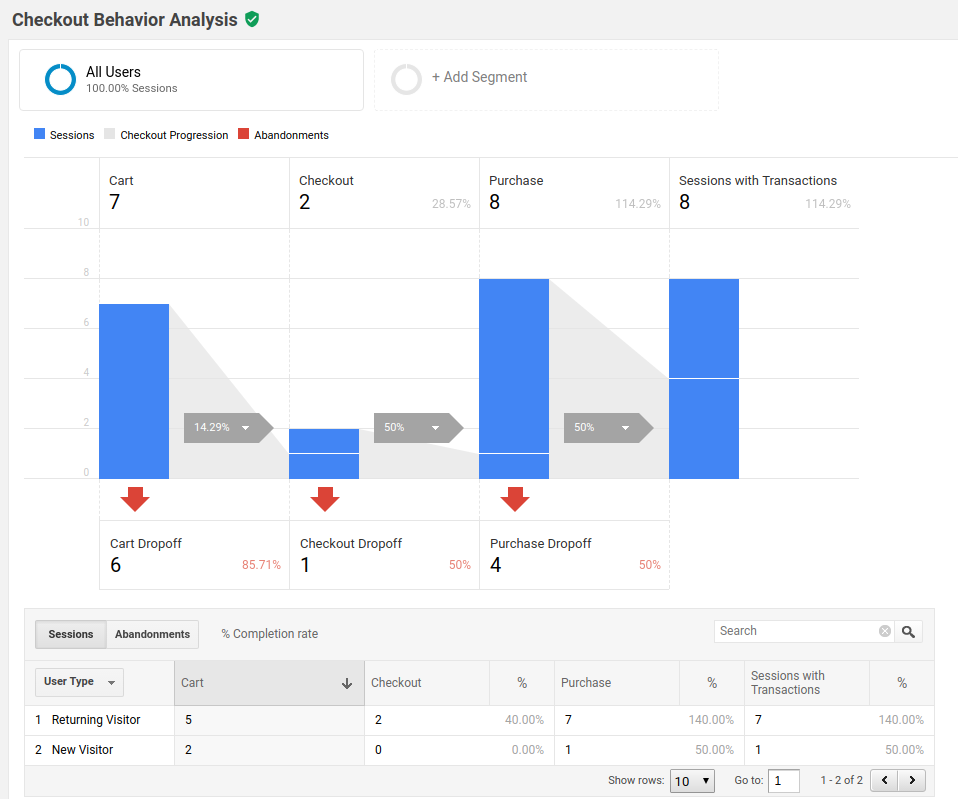 Checkout Behavior Analysis
All Users
100.00% Sessions
+ Add Segment
Sessions Checkout Progression Abandonments
Cart Checkout Purchase Sessions with Transactions
7 2 28.57% 8 114.29% 8 114.29%
10
8
6
4
2
0
14.29% 50% 50%
Cart Dropoff Checkout Dropoff Purchase Dropoff
6 85.71% 1 50% 4 50%
Sessions Abandonments % Completion rate Search
User Type Cart Checkout % Purchase % Sessions with Transactions %
1 Returning Visitor 5 2 40.00% 7 140.00% 7 140.00%
2 New Visitor 2 0 0.00% 1 50.00% 1 50.00%
Show rows: 10 Go to: 1 1 - 2 of 2